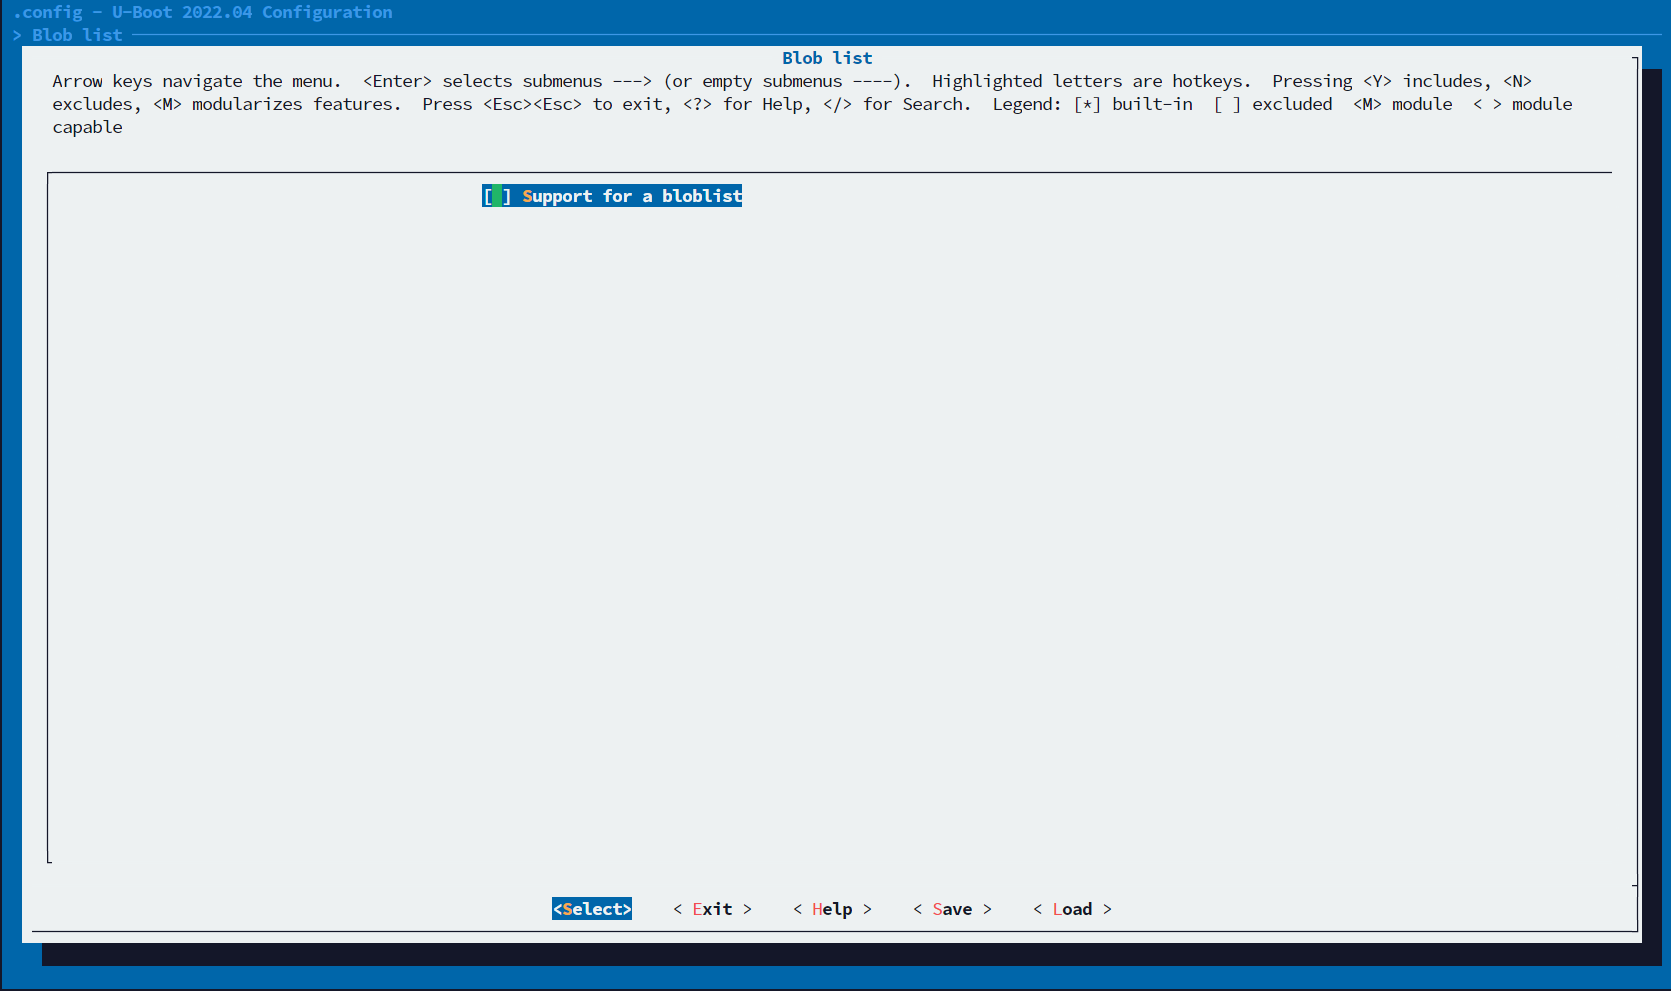 .config - U-Boot 2022.04 Configuration
> Blob list
Blob list
Arrow keys navigate the menu.  <Enter> selects submenus ---> (or empty submenus ----).  Highlighted letters are hotkeys.  Pressing <Y> includes, <N>
excludes, <M> modularizes features.  Press <Esc><Esc> to exit, <?> for Help, </> for Search.  Legend: [*] built-in  [ ] excluded  <M> module  < > module
capable
[ ] Support for a bloblist
<Select>    < Exit >    < Help >    < Save >    < Load >